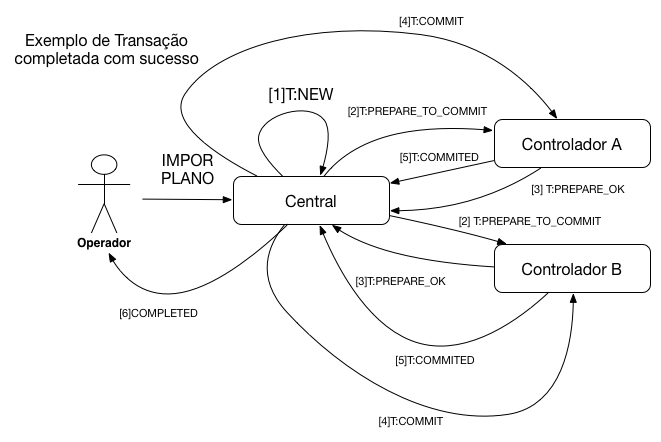 [4]T:COMMIT
Exemplo de Transação
completada com sucesso
[1]T:NEW
[2]T:PREPARE_TO_COMMIT
Controlador A
[5]T:COMMITED
IMPOR
PLANO
[3] T:PREPARE_OK
Central
[2] T:PREPARE_TO_COMMIT
Operador
Controlador B
[3]T:PREPARE_OK
[6]COMPLETED
[5]T:COMMITED
[4]T:COMMIT